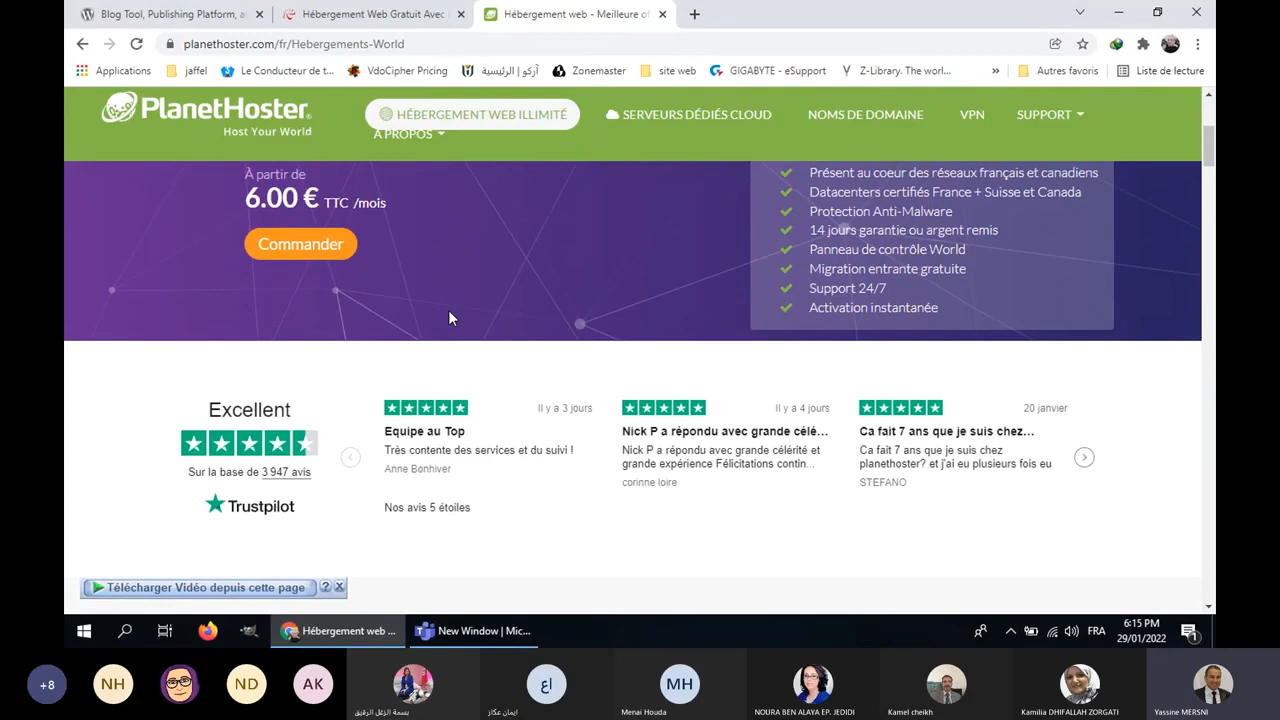 Blog Tool, Publishing Platform, a
Hébergement Web Gratuit Avec
Hébergement web - Meilleure of
planethoster.com/fr/Hebergements-World
Applications
jaffel
Le Conducteur de t...
VdoCipher Pricing
آركو | الرئيسية
Zonemaster
site web
GIGABYTE - eSupport
Z-Library. The worl...
»
Autres favoris
Liste de lecture
PlanetHoster
Host Your World
HÉBERGEMENT WEB ILLIMITÉ
SERVEURS DÉDIÉS CLOUD
NOMS DE DOMAINE
VPN
SUPPORT
À PROPOS
À partir de
6.00 € TTC /mois
Commander
Présent au coeur des réseaux français et canadiens
Datacenters certifiés France + Suisse et Canada
Protection Anti-Malware
14 jours garantie ou argent remis
Panneau de contrôle World
Migration entrante gratuite
Support 24/7
Activation instantanée
Excellent
Sur la base de 3 947 avis
Trustpilot
Il y a 3 jours
Equipe au Top
Très contente des services et du suivi !
Anne Bonhiver
Nos avis 5 étoiles
Il y a 4 jours
Nick P a répondu avec grande célé...
Nick P a répondu avec grande célérité et
grande expérience Félicitations contin...
corinne loire
20 janvier
Ca fait 7 ans que je suis chez...
Ca fait 7 ans que je suis chez
planethoster? et j'ai eu plusieurs fois eu
STEFANO
Télécharger Vidéo depuis cette page
?
X
Hébergement web ...
New Window | Mic...
FRA
6:15 PM
29/01/2022
1
+8
NH
ND
AK
بسمة الزغل الرفيق
اع
ايمان عكاز
MH
Menai Houda
NOURA BEN ALAYA EP. JEDIDI
Kamel cheikh
Kamilia DHIFALLAH ZORGATI
Yassine MERSNI